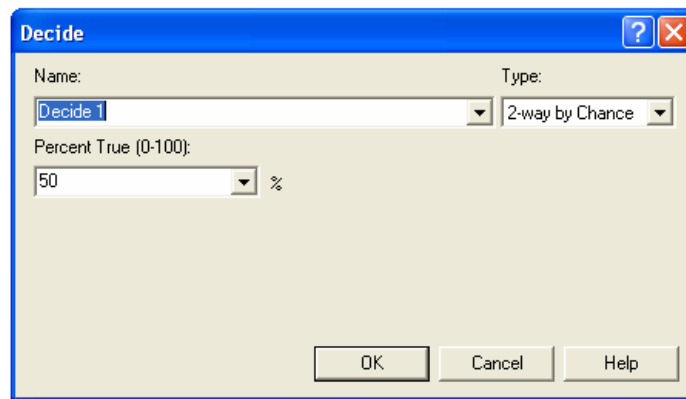 Decide
Name: Type:
Decide 1 2-way by Chance
Percent True (0-100):
50 %
OK Cancel Help